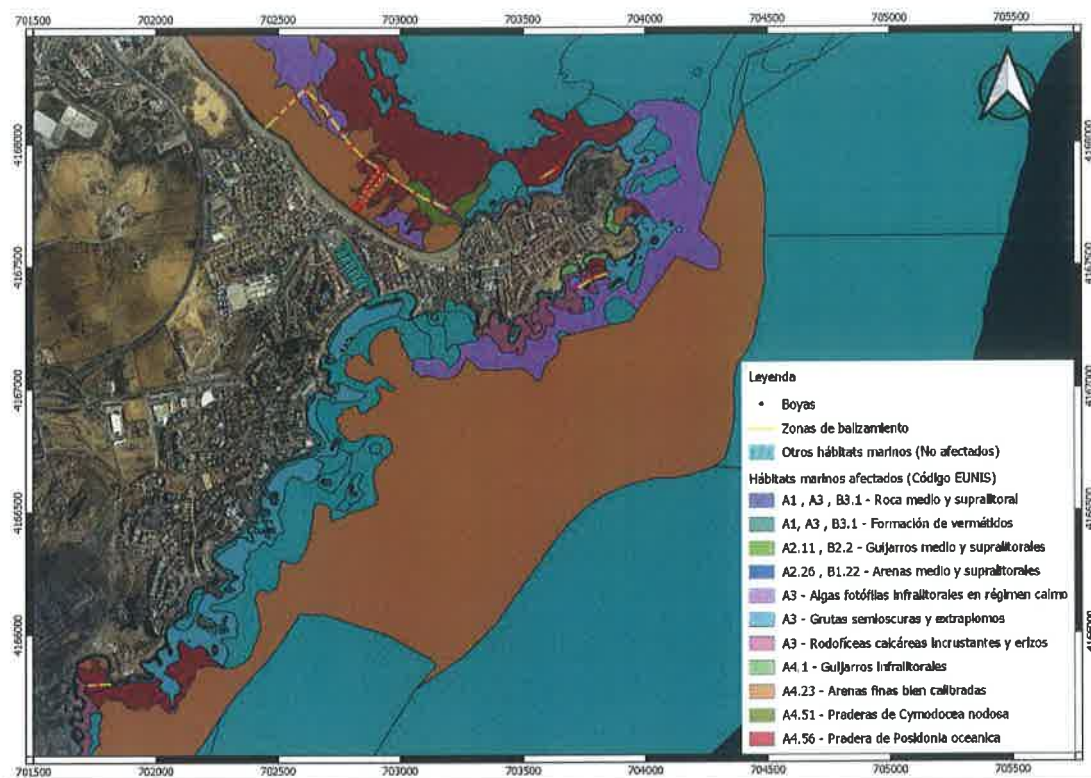 701500 702000 702500 703000 703500 704000 704500 705000 705500
4168000
4167500
4167000
4166500
4166000
4168000
4167500
4167000
4166500
4166000
Leyenda
Boyas
Zonas de balizamiento
Otros hábitats marinos (No afectados)
Hábitats marinos afectados (Código EUNIS)
A1 , A3 , B3.1 - Roca medio y supralitoral
A1, A3 , B3.1 - Formación de vermétidos
A2.11 , B2.2 - Guijarros medio y supralitorales
A2.26 , B1.22 - Arenas medio y supralitorales
A3 - Algas fotófilas infralitorales en régimen calmo
A3 - Grutas semioscuras y extraplomos
A3 - Rodofíceas calcáreas incrustantes y erizos
A4.1 - Guijarros infralitorales
A4.23 - Arenas finas bien calibradas
A4.51 - Praderas de Cymodocea nodosa
A4.56 - Pradera de Posidonia oceanica
701500 702000 702500 703000 703500 704000 704500 705000 705500